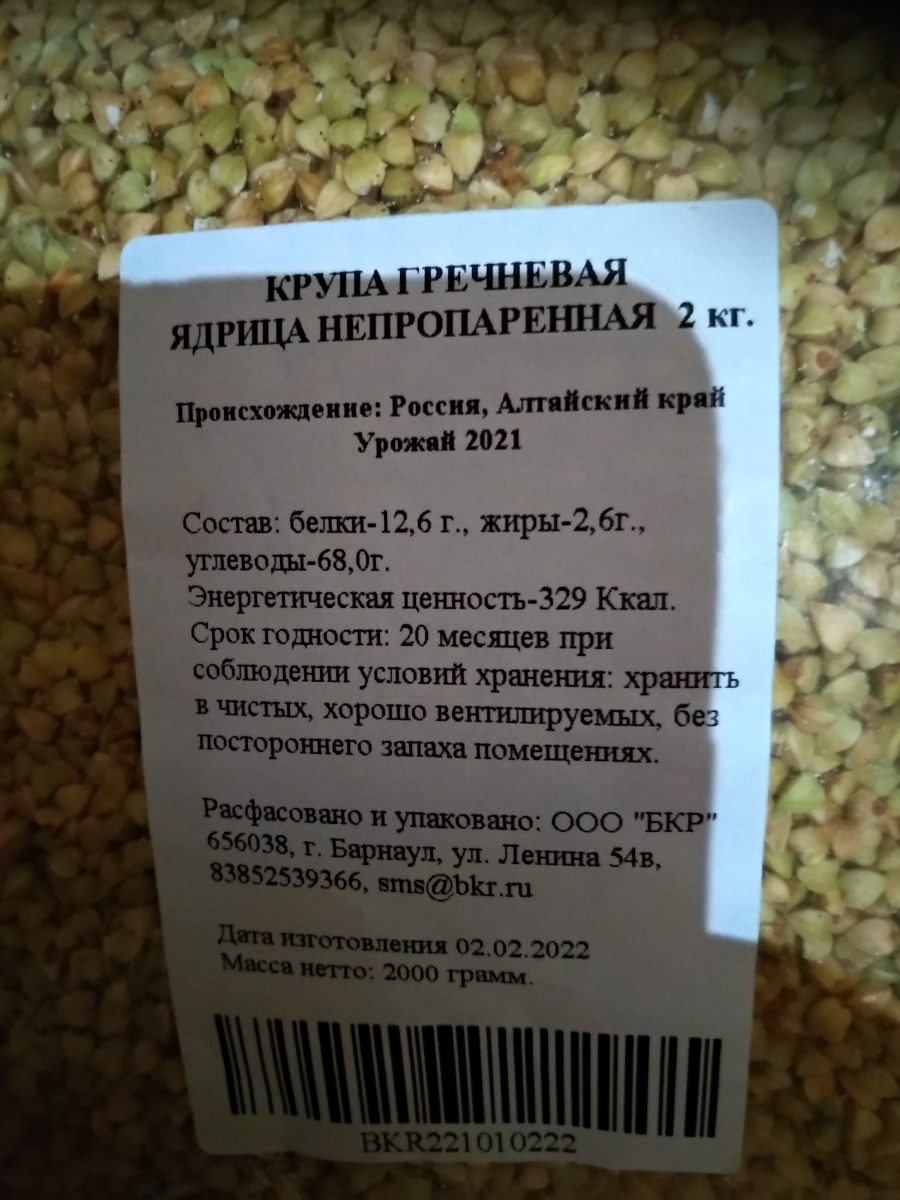 КРУПА ГРЕЧНЕВАЯ
ЯДРИЦА НЕПРОПАРЕННАЯ 2 кг.
Происхождение: Россия, Алтайский край
Урожай 2021
Состав: белки-12,6 г., жиры-2,6г.,
углеводы-68,0г.
Энергетическая ценность-329 Ккал.
Срок годности: 20 месяцев при
соблюдении условий хранения: хранить
в чистых, хорошо вентилируемых, без
постороннего запаха помещениях.
Расфасовано и упаковано: ООО "БКР"
656038, г. Барнаул, ул. Ленина 54в,
83852539366, sms@bkr.ru
Дата изготовления 02.02.2022
Масса нетто: 2000 грамм.
BKR221010222